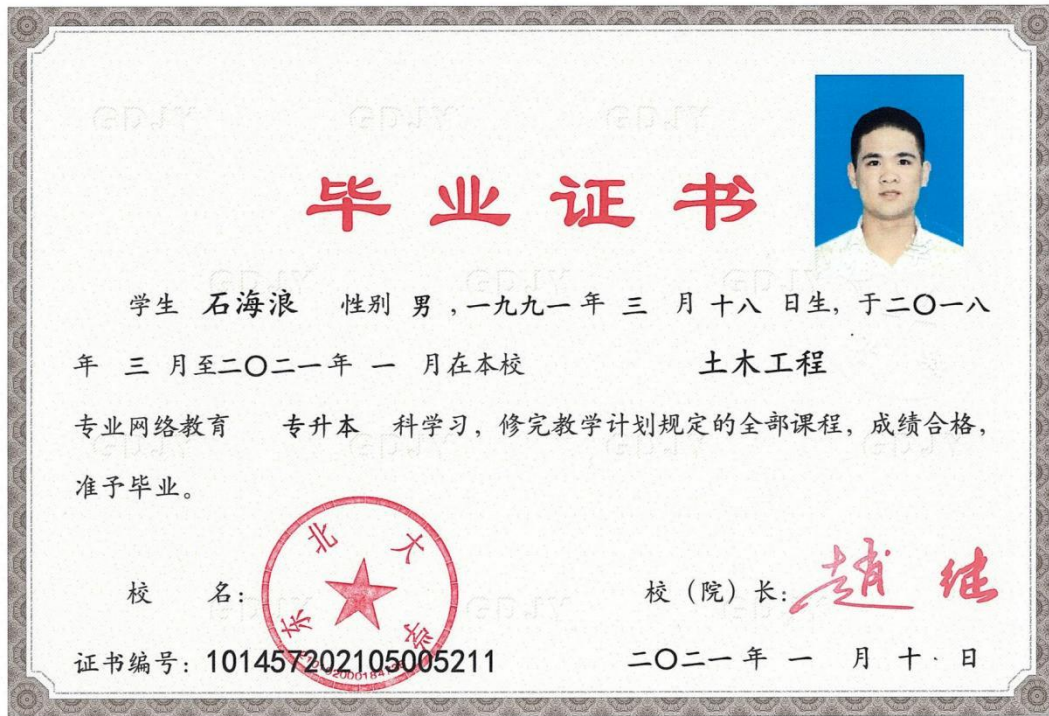 毕业证书
学生 石海浪 性别 男 ,一九九一 年 三 月 十八 日生, 于二〇一八
年 三 月至二〇二一年 一 月在本校 土木工程
专业网络教育 专升本 科学习, 修完教学计划规定的全部课程, 成绩合格,
准予毕业。
校 名: 东北大学
校 (院) 长: 赵继
证书编号: 101457202105005211
二〇二一 年 一 月 十 日